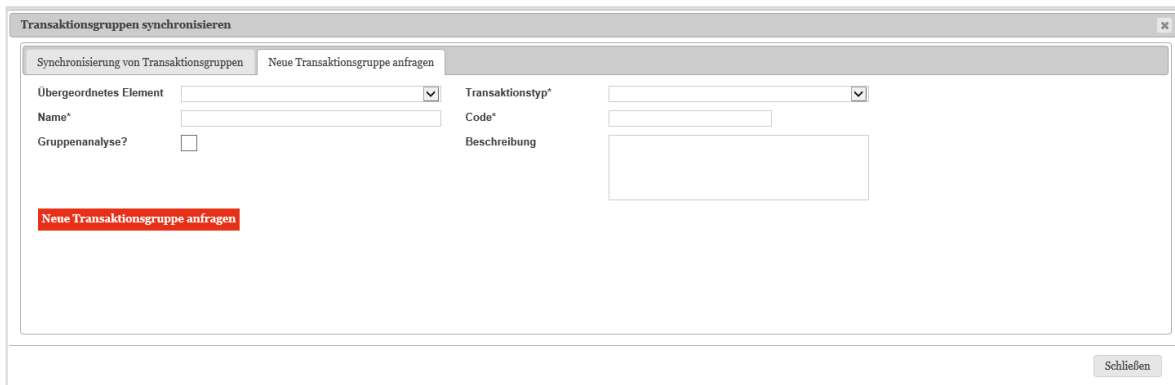 Transaktionsgruppen synchronisieren
Synchronisierung von Transaktionsgruppen
Neue Transaktionsgruppe anfragen
Übergeordnetes Element
Transaktionstyp*
Name*
Code*
Gruppenanalyse?
Beschreibung
Neue Transaktionsgruppe anfragen
Schließen